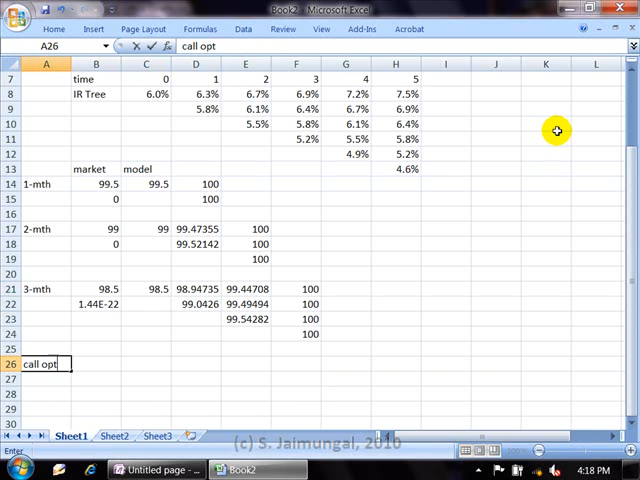 Book2 - Microsoft Excel
Home Insert Page Layout Formulas Data Review View Add-Ins Acrobat
A26 fx call opt
A B C D E F G H I J K L
7 time 0 1 2 3 4 5
8 IR Tree 6.0% 6.3% 6.7% 6.9% 7.2% 7.5%
9 5.8% 6.1% 6.4% 6.7% 6.9%
10 5.5% 5.8% 6.1% 6.4%
11 5.2% 5.5% 5.8%
12 4.9% 5.2%
13 market model 4.6%
14 1-mth 99.5 99.5 100
15 0 100
16
17 2-mth 99 99 99.47355 100
18 0 99.52142 100
19 100
20
21 3-mth 98.5 98.5 98.94735 99.44708 100
22 1.44E-22 99.0426 99.49494 100
23 99.54282 100
24 100
25
26 call opt
27
28
29
30
Sheet1 Sheet2 Sheet3
(c) S. Jaimungal, 2010
Enter 100%
Untitled page - ... Book2 4:18 PM